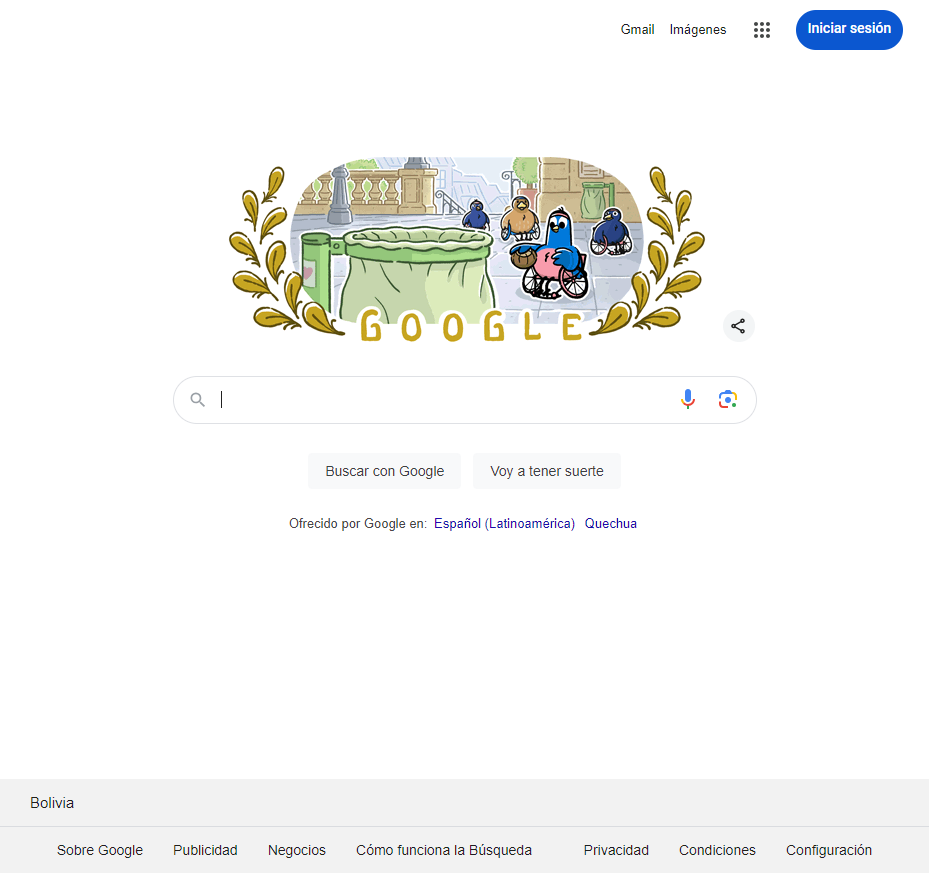 Gmail Imágenes Iniciar sesión
GOOGLE
Buscar con Google Voy a tener suerte
Ofrecido por Google en: Español (Latinoamérica) Quechua
Bolivia
Sobre Google Publicidad Negocios Cómo funciona la Búsqueda Privacidad Condiciones Configuración